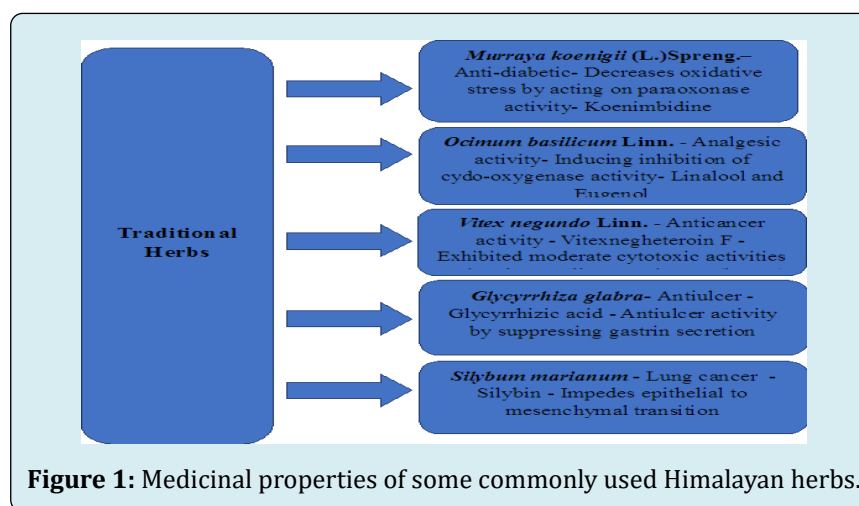 Traditional
Herbs
Murraya koenigii (L.)Spreng.–
Anti-diabetic- Decreases oxidative
stress by acting on paraoxonase
activity- Koenimbidine
Ocimum basilicum Linn. - Analgesic
activity- Inducing inhibition of
cydo-oxygenase activity- Linalool and
Eugenol
Vitex negundo Linn. - Anticancer
activity - Vitexnegheteroin F -
Exhibited moderate cytotoxic activities
Glycyrrhiza glabra- Antiulcer -
Glycyrrhizic acid - Antiulcer activity
by suppressing gastrin secretion
Silybum marianum - Lung cancer -
Silybin - Impedes epithelial to
mesenchymal transition
Figure 1: Medicinal properties of some commonly used Himalayan herbs.